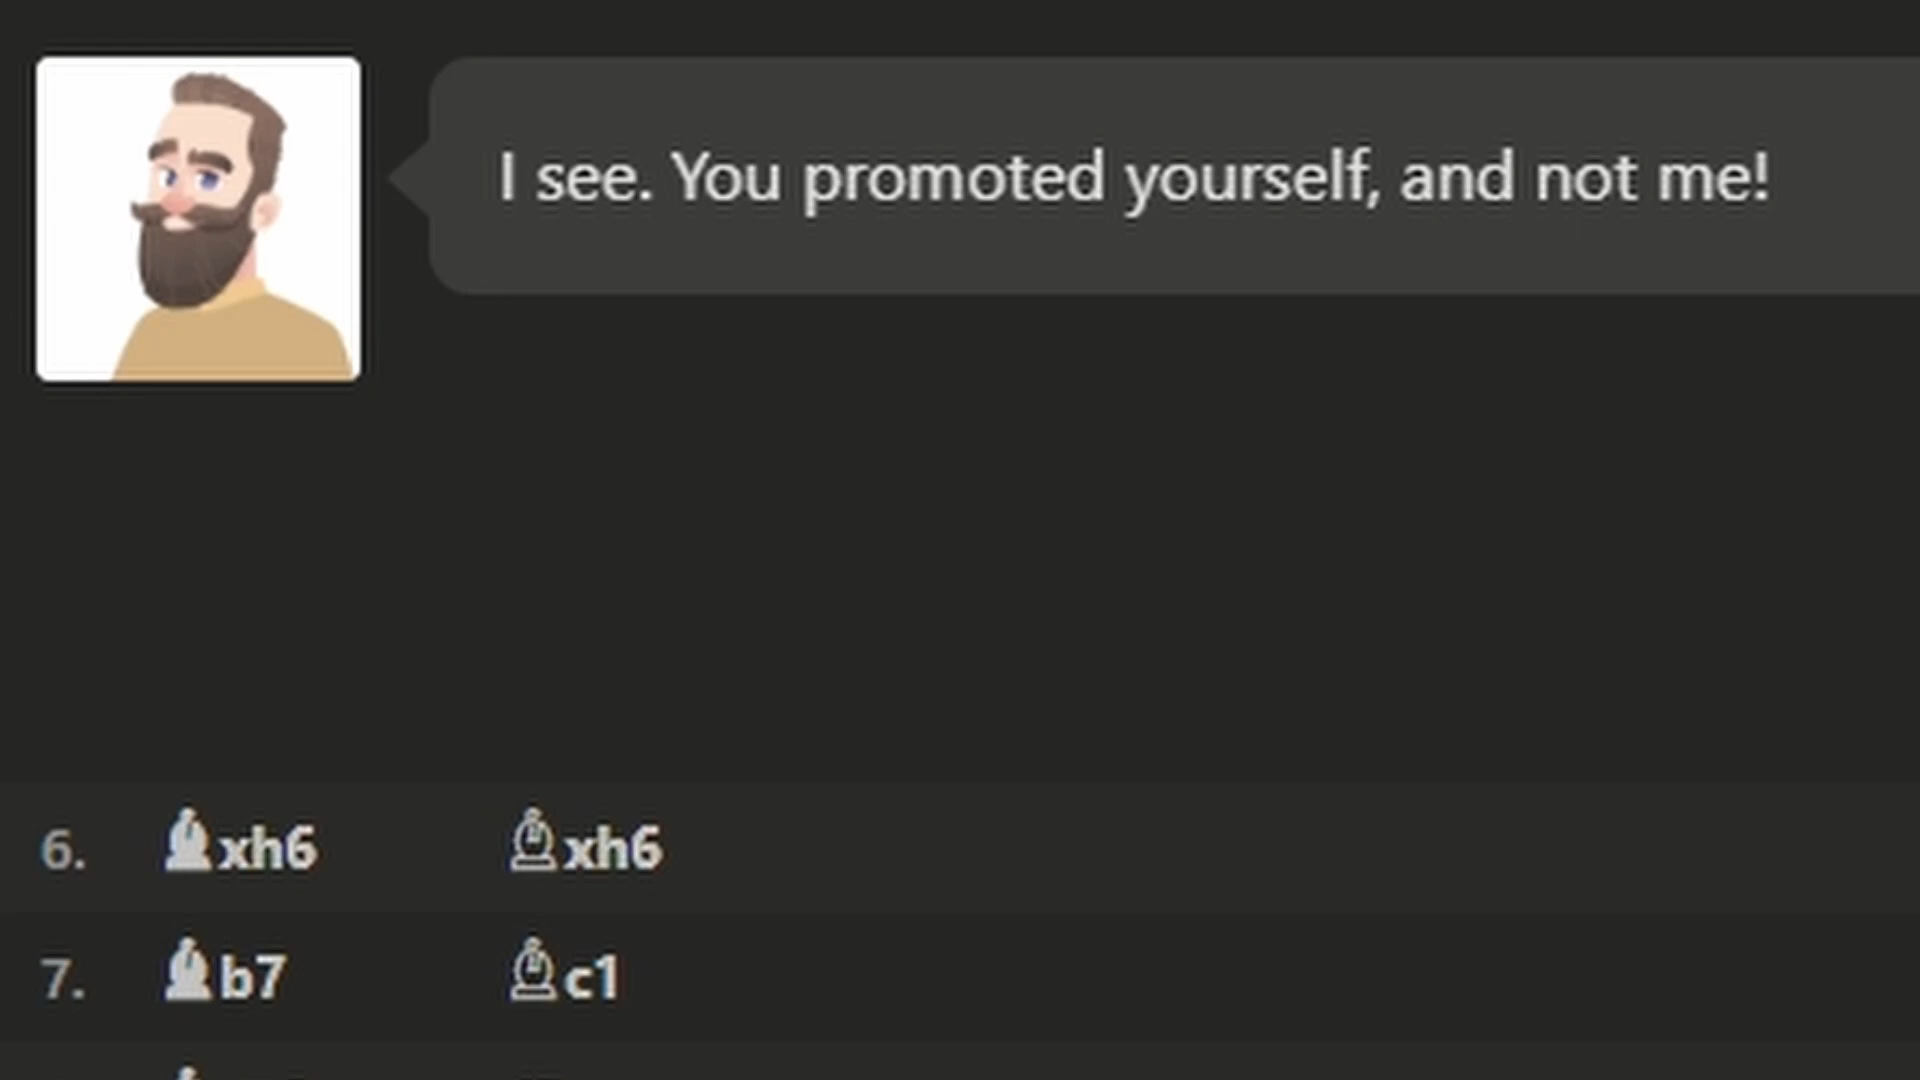 I see. You promoted yourself, and not me!
6. ♝xh6 ♗xh6
7. ♝b7 ♗c1